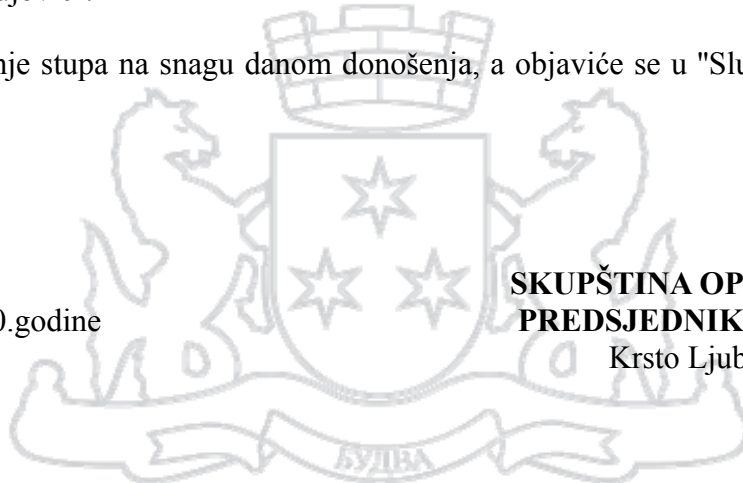 nje stupa na snagu danom donošenja, a objaviće se u "Slu
SKUPŠTINA OP
0.godine
PREDSJEDNIK
Krsto Ljub
БУДВА